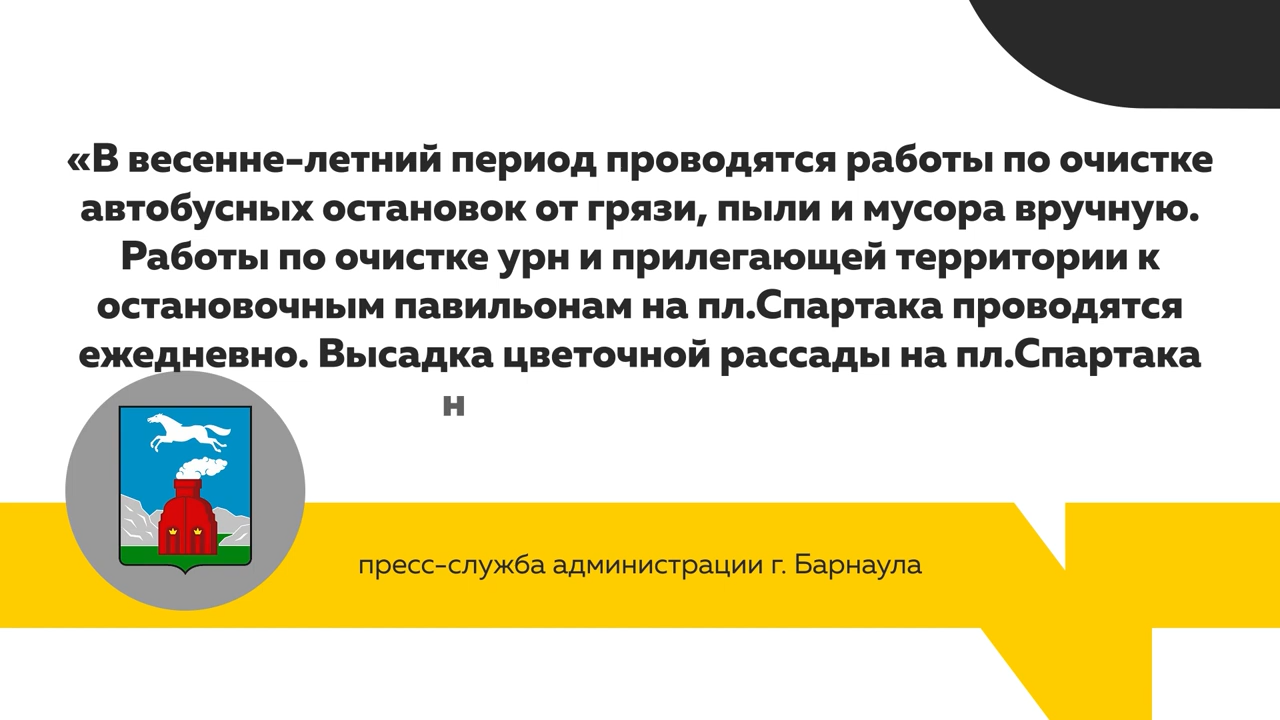 «В весенне-летний период проводятся работы по очистке
автобусных остановок от грязи, пыли и мусора вручную.
Работы по очистке урн и прилегающей территории к
остановочным павильонам на пл.Спартака проводятся
ежедневно. Высадка цветочной рассады на пл.Спартака
н
пресс-служба администрации г. Барнаула